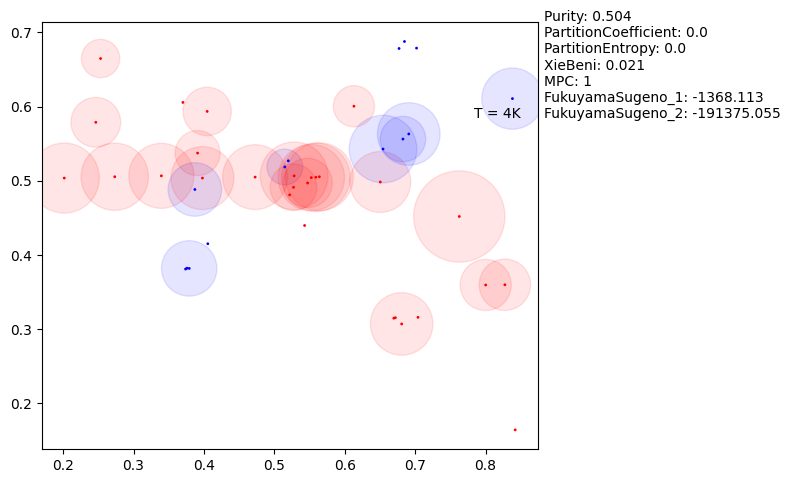 Purity: 0.504
PartitionCoefficient: 0.0
PartitionEntropy: 0.0
XieBeni: 0.021
MPC: 1
FukuyamaSugeno_1: -1368.113
FukuyamaSugeno_2: -191375.055
T = 4K
0.7
0.6
0.5
0.4
0.3
0.2
0.2 0.3 0.4 0.5 0.6 0.7 0.8